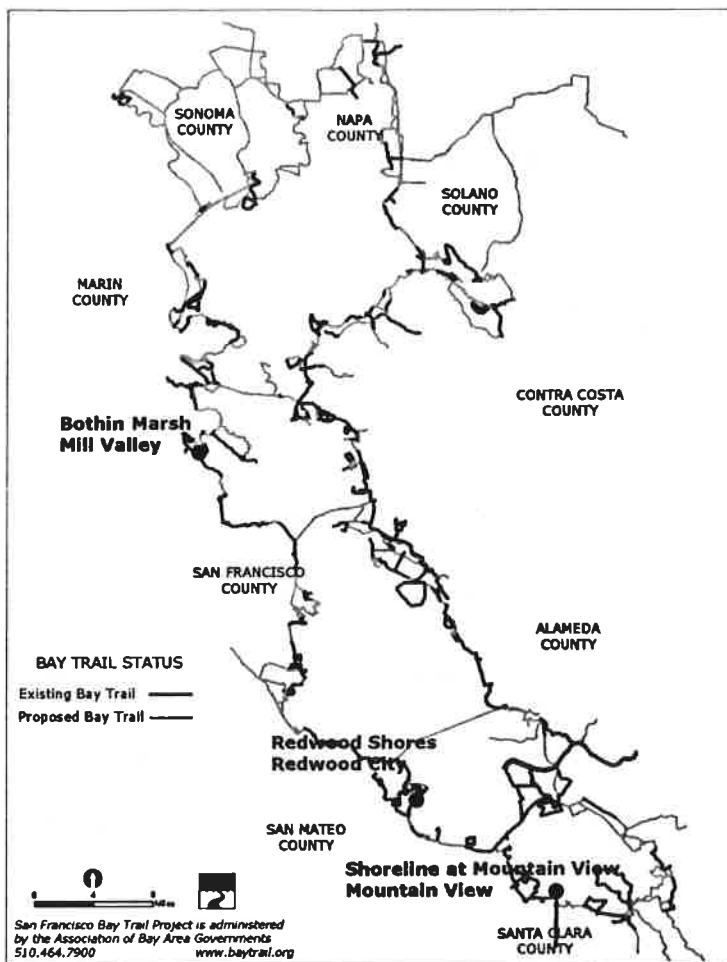 SONOMA
COUNTY
NAPA
COUNTY
SOLANO
COUNTY
MARIN
COUNTY
CONTRA COSTA
COUNTY
Bothin Marsh
Mill Valley
SAN FRANCISCO
COUNTY
ALAMEDA
COUNTY
BAY TRAIL STATUS
Existing Bay Trail
Proposed Bay Trail
Redwood Shores
Redwood City
SAN MATEO
COUNTY
Shoreline at Mountain View
Mountain View
SANTA CLARA
COUNTY
0 4 8
San Francisco Bay Trail Project is administered
by the Association of Bay Area Governments
510.464.7900 www.baytrail.org